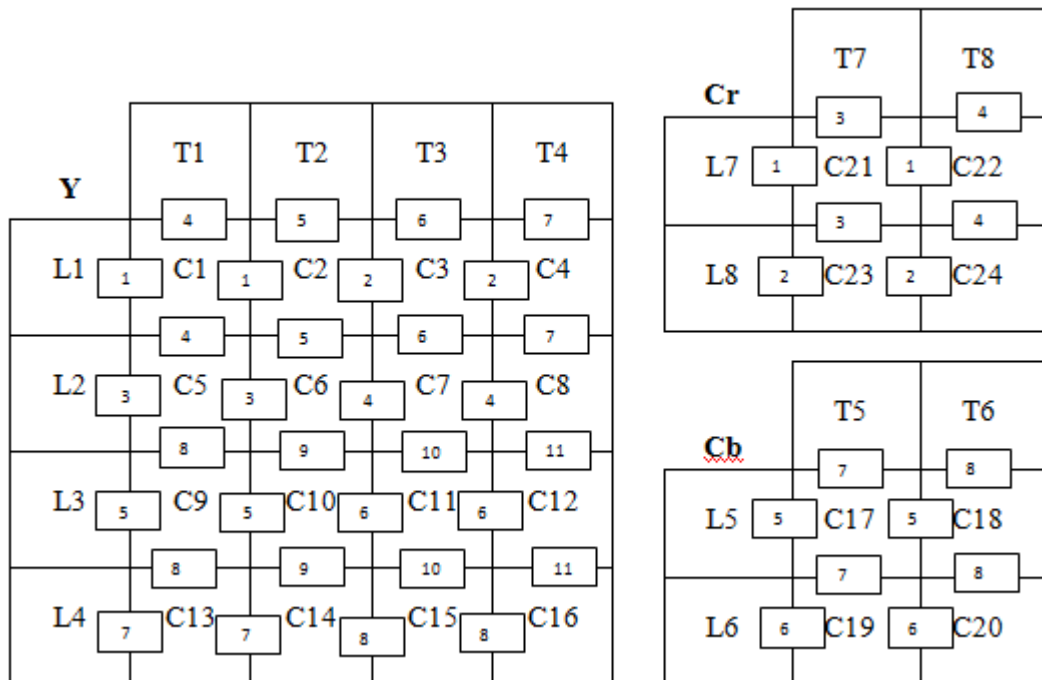 T1 T2 T3 T4
Y
4 5 6 7
L1 C1 C2 C3 C4
1 1 2 2
4 5 6 7
L2 C5 C6 C7 C8
3 3 4 4
8 9 10 11
L3 C9 C10 C11 C12
5 5 6 6
8 9 10 11
L4 C13 C14 C15 C16
7 7 8 8
T7 T8
Cr
3 4
L7 1 C21 1 C22
3 4
L8 2 C23 2 C24
T5 T6
Cb
7 8
L5 5 C17 5 C18
7 8
L6 6 C19 6 C20